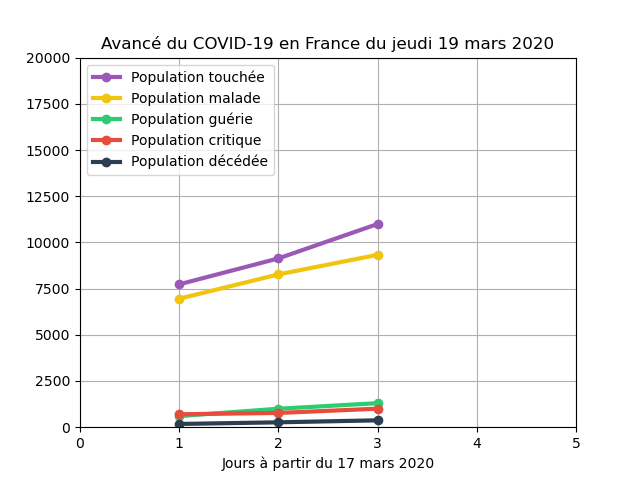 Avancé du COVID-19 en France du jeudi 19 mars 2020
20000
17500
15000
12500
10000
7500
5000
2500
0
Population touchée
Population malade
Population guérie
Population critique
Population décédée
0 1 2 3 4 5
Jours à partir du 17 mars 2020